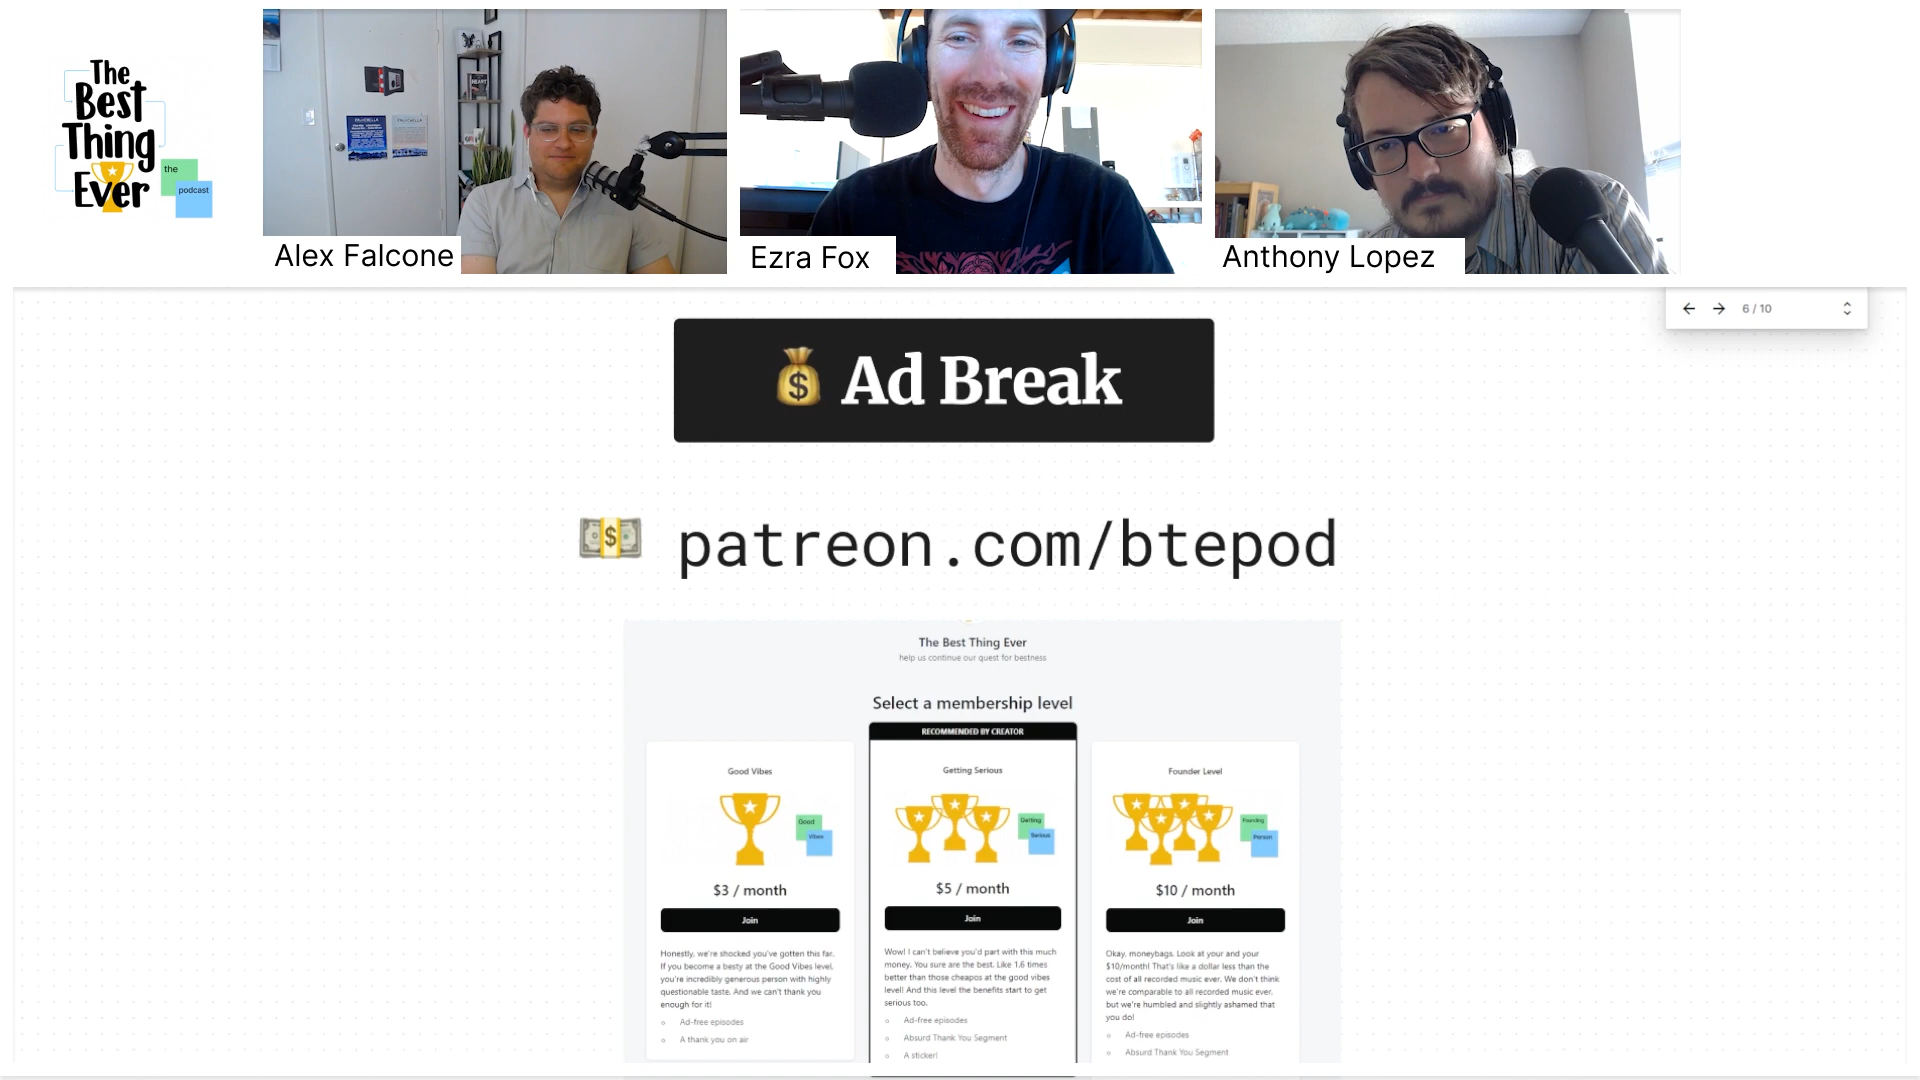 The
Best
Thing
Ever
the
podcast
Alex Falcone
Ezra Fox
Anthony Lopez
6 / 10
Ad Break
patreon.com/btepod
The Best Thing Ever
help us continue our quest for bestness
Select a membership level
RECOMMENDED BY CREATOR
Good Vibes
Good
Vibes
$3 / month
Join
Honestly, we're shocked you've gotten this far.
If you become a besty at the Good Vibes level,
you're incredibly generous person with highly
questionable taste. And we can't thank you
enough for it!
Ad-free episodes
A thank you on air
Getting Serious
Getting
Serious
$5 / month
Join
Wow! I can't believe you'd part with this much
money. You sure are the best. Like 1.6 times
better than those cheapos at the good vibes
level! And this level the benefits start to get
serious too.
Ad-free episodes
Absurd Thank You Segment
A sticker!
Founder Level
Founding
Person
$10 / month
Join
Okay, moneybags. Look at your and your
$10/month! That's like a dollar less than the
cost of all recorded music ever. We don't think
we're comparable to all recorded music ever,
but we're humbled and slightly ashamed that
you do!
Ad-free episodes
Absurd Thank You Segment